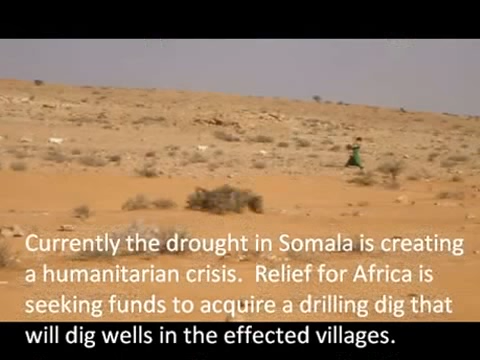 Currently the drought in Somala is creating
a humanitarian crisis.  Relief for Africa is
seeking funds to acquire a drilling dig that
will dig wells in the effected villages.